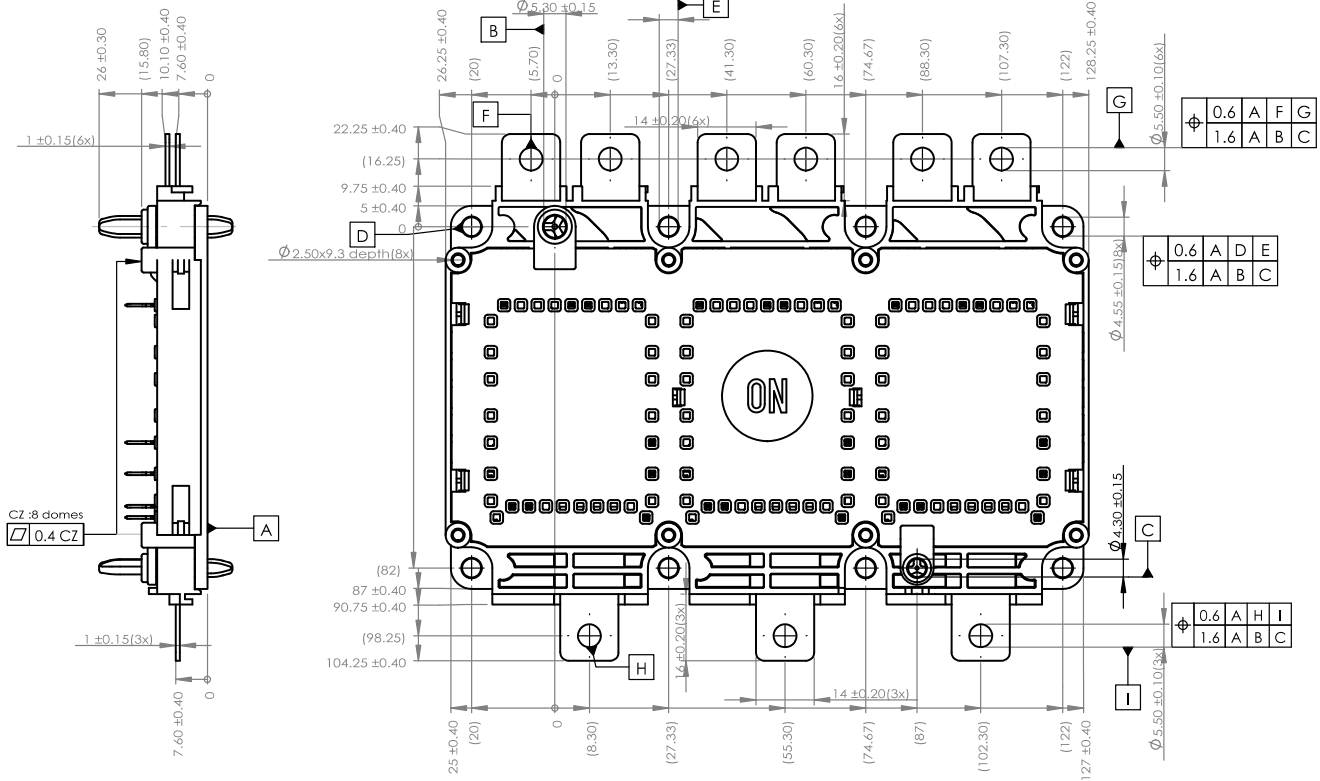 26 ±0.30
(15.80)
10.10 ±0.40
7.60 ±0.40
0
1 ±0.15(6x)
CZ :8 domes
0.4 CZ
A
1 ±0.15(3x)
7.60 ±0.40
0
Ø5.30 ±0.15
B
E
26.25 ±0.40
(20)
(5.70)
0
(13.30)
(27.33)
(41.30)
(60.30)
16 ±0.20(6x)
(74.67)
(88.30)
(107.30)
(122)
128.25 ±0.40
F
14 ±0.20(6x)
G
Ø5.50 ±0.10(6x)
0.6 A F G
1.6 A B C
22.25 ±0.40
(16.25)
9.75 ±0.40
5 ±0.40
0
D
Ø2.50x9.3 depth(8x)
Ø4.55 ±0.15(8x)
0.6 A D E
1.6 A B C
ON
Ø4.30 ±0.15
C
(82)
87 ±0.40
90.75 ±0.40
(98.25)
104.25 ±0.40
H
16 ±0.20(3x)
14 ±0.20(3x)
I
0.6 A H I
1.6 A B C
Ø5.50 ±0.10(3x)
25 ±0.40
(20)
0
(8.30)
(27.33)
(55.30)
(74.67)
(87)
(102.30)
(122)
127 ±0.40